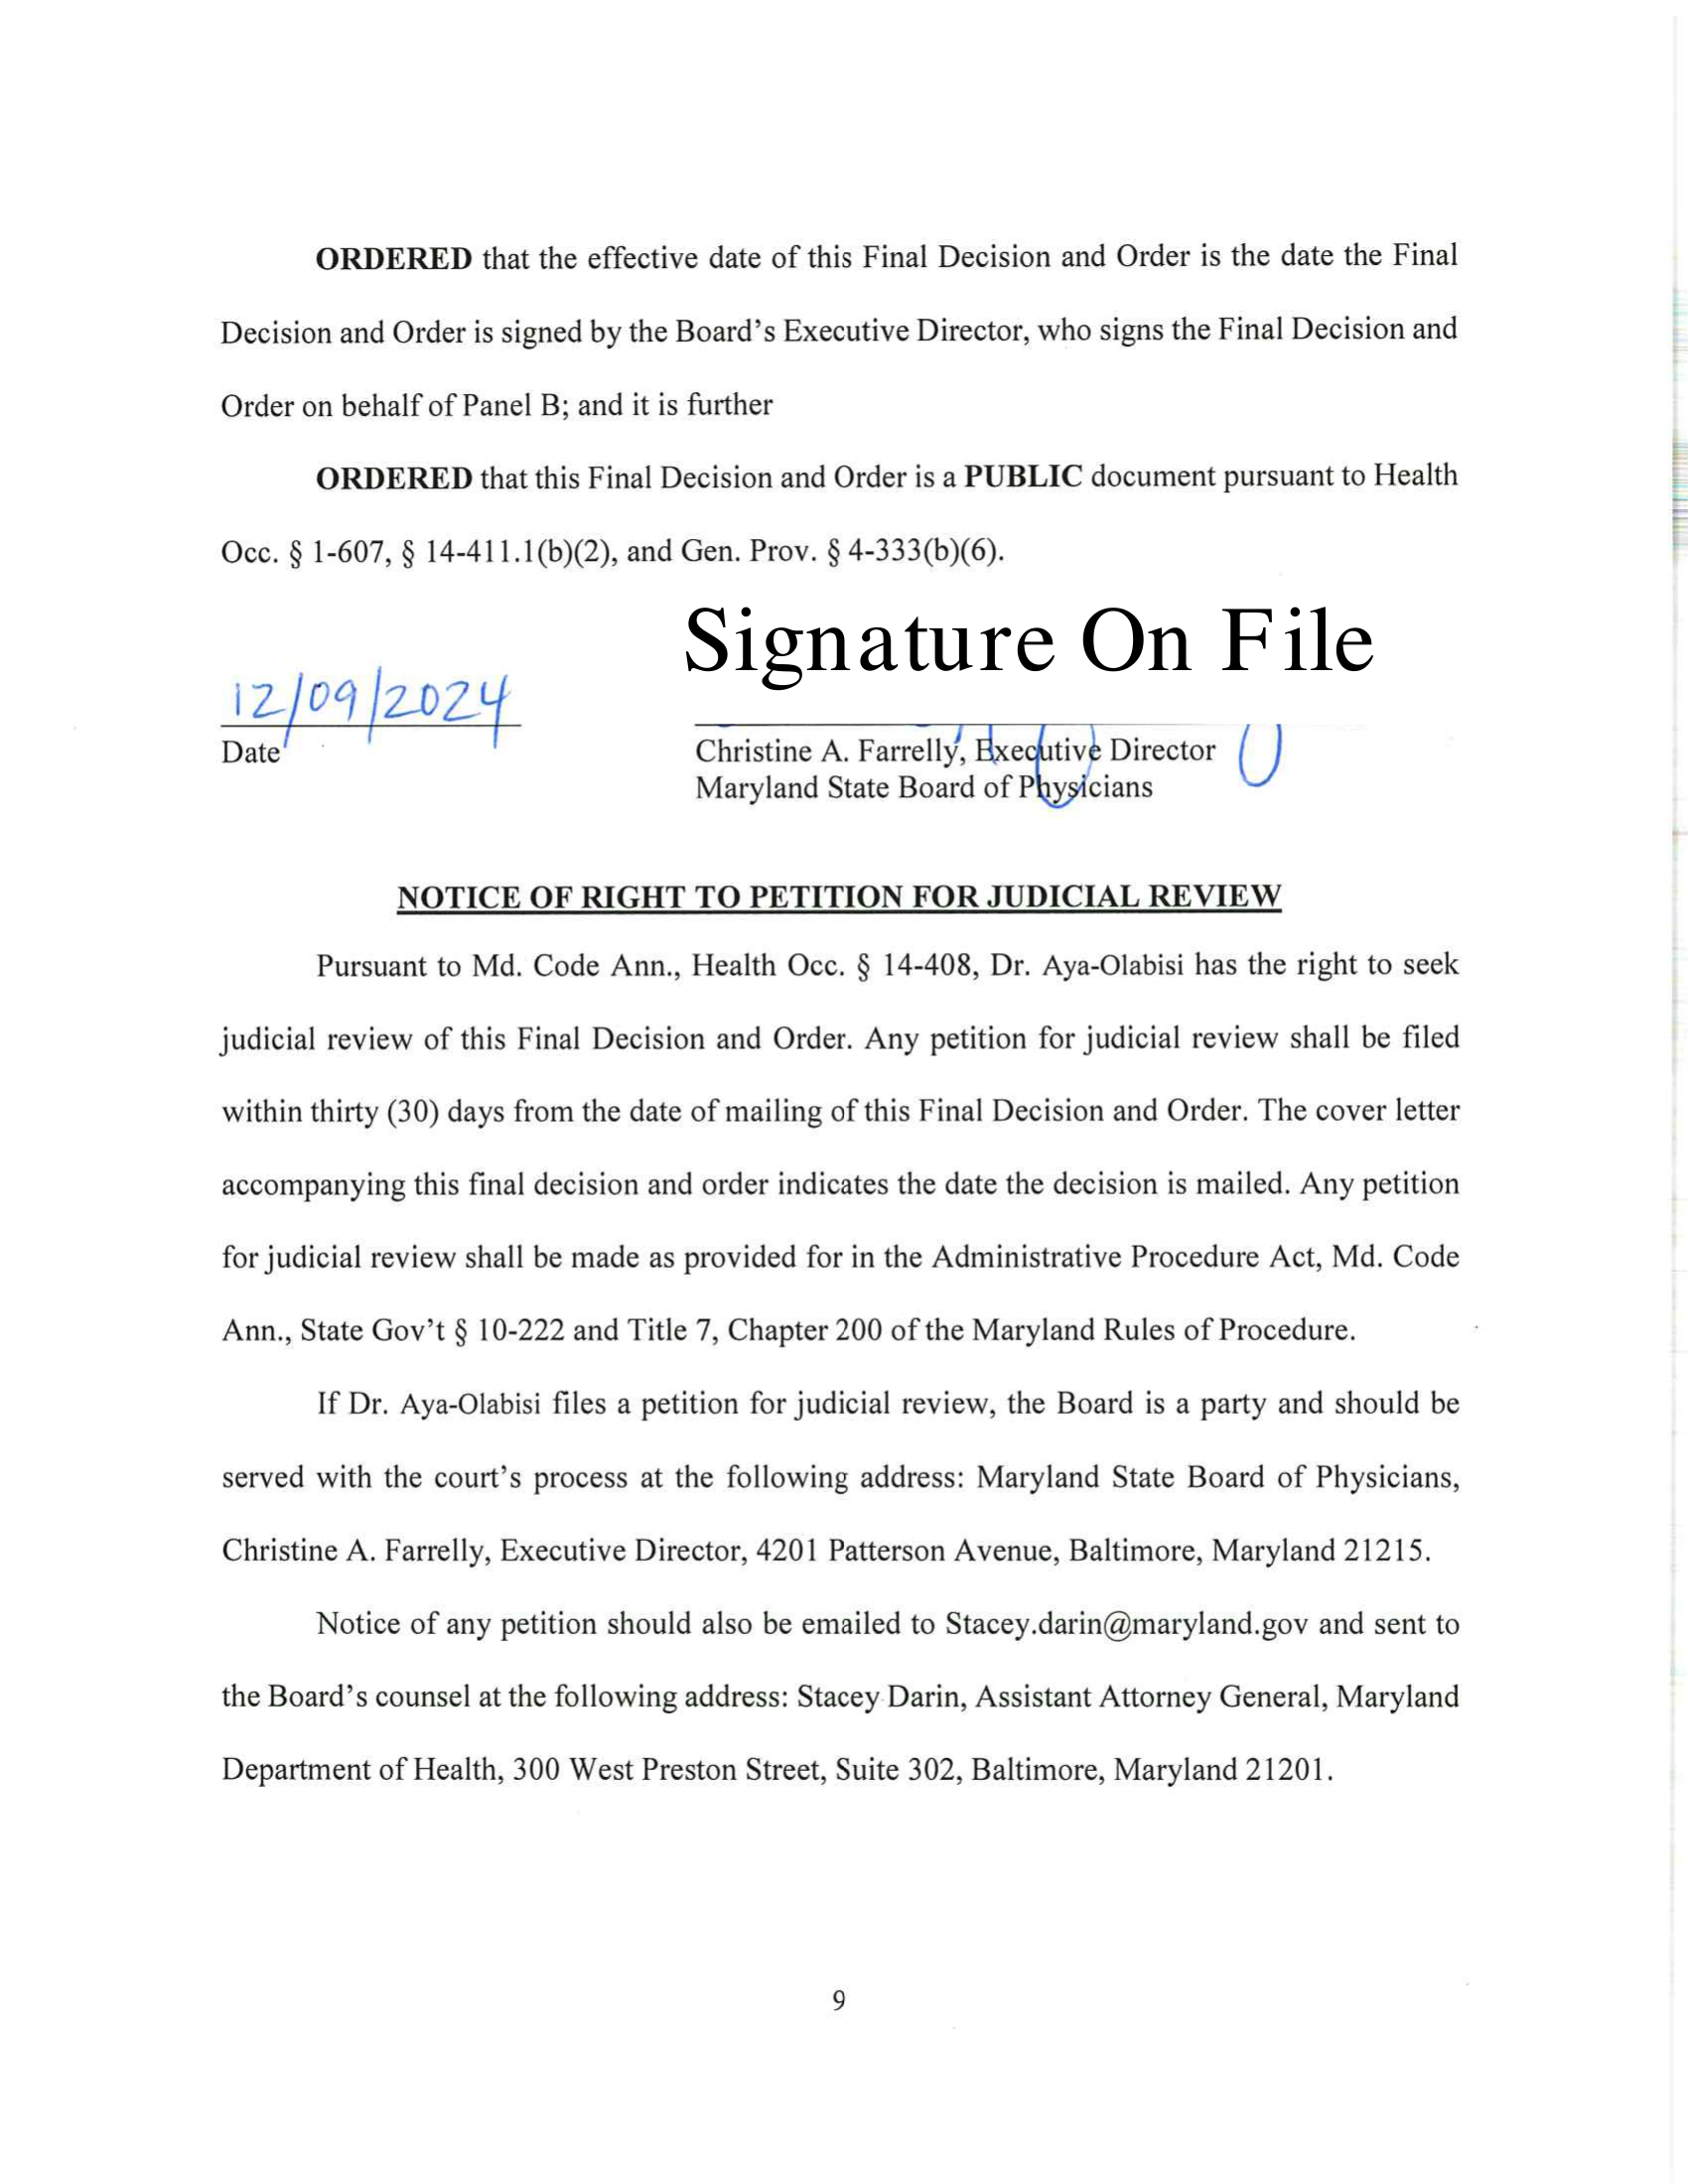 ORDERED that the effective date of this Final Decision and Order is the date the Final
Decision and Order is signed by the Board's Executive Director, who signs the Final Decision and
Order on behalf of Panel B; and it is further
ORDERED that this Final Decision and Order is a PUBLIC document pursuant to Health
Occ. § 1-607, § 14-411.1(b)(2), and Gen. Prov. § 4-333(b)(6).
Signature On File
12/09/2024
Date
Christine A. Farrelly, Executive Director
Maryland State Board of Physicians
NOTICE OF RIGHT TO PETITION FOR JUDICIAL REVIEW
Pursuant to Md. Code Ann., Health Occ. § 14-408, Dr. Aya-Olabisi has the right to seek
judicial review of this Final Decision and Order. Any petition for judicial review shall be filed
within thirty (30) days from the date of mailing of this Final Decision and Order. The cover letter
accompanying this final decision and order indicates the date the decision is mailed. Any petition
for judicial review shall be made as provided for in the Administrative Procedure Act, Md. Code
Ann., State Gov't § 10-222 and Title 7, Chapter 200 of the Maryland Rules of Procedure.
If Dr. Aya-Olabisi files a petition for judicial review, the Board is a party and should be
served with the court's process at the following address: Maryland State Board of Physicians,
Christine A. Farrelly, Executive Director, 4201 Patterson Avenue, Baltimore, Maryland 21215.
Notice of any petition should also be emailed to Stacey.darin@maryland.gov and sent to
the Board's counsel at the following address: Stacey Darin, Assistant Attorney General, Maryland
Department of Health, 300 West Preston Street, Suite 302, Baltimore, Maryland 21201.
9